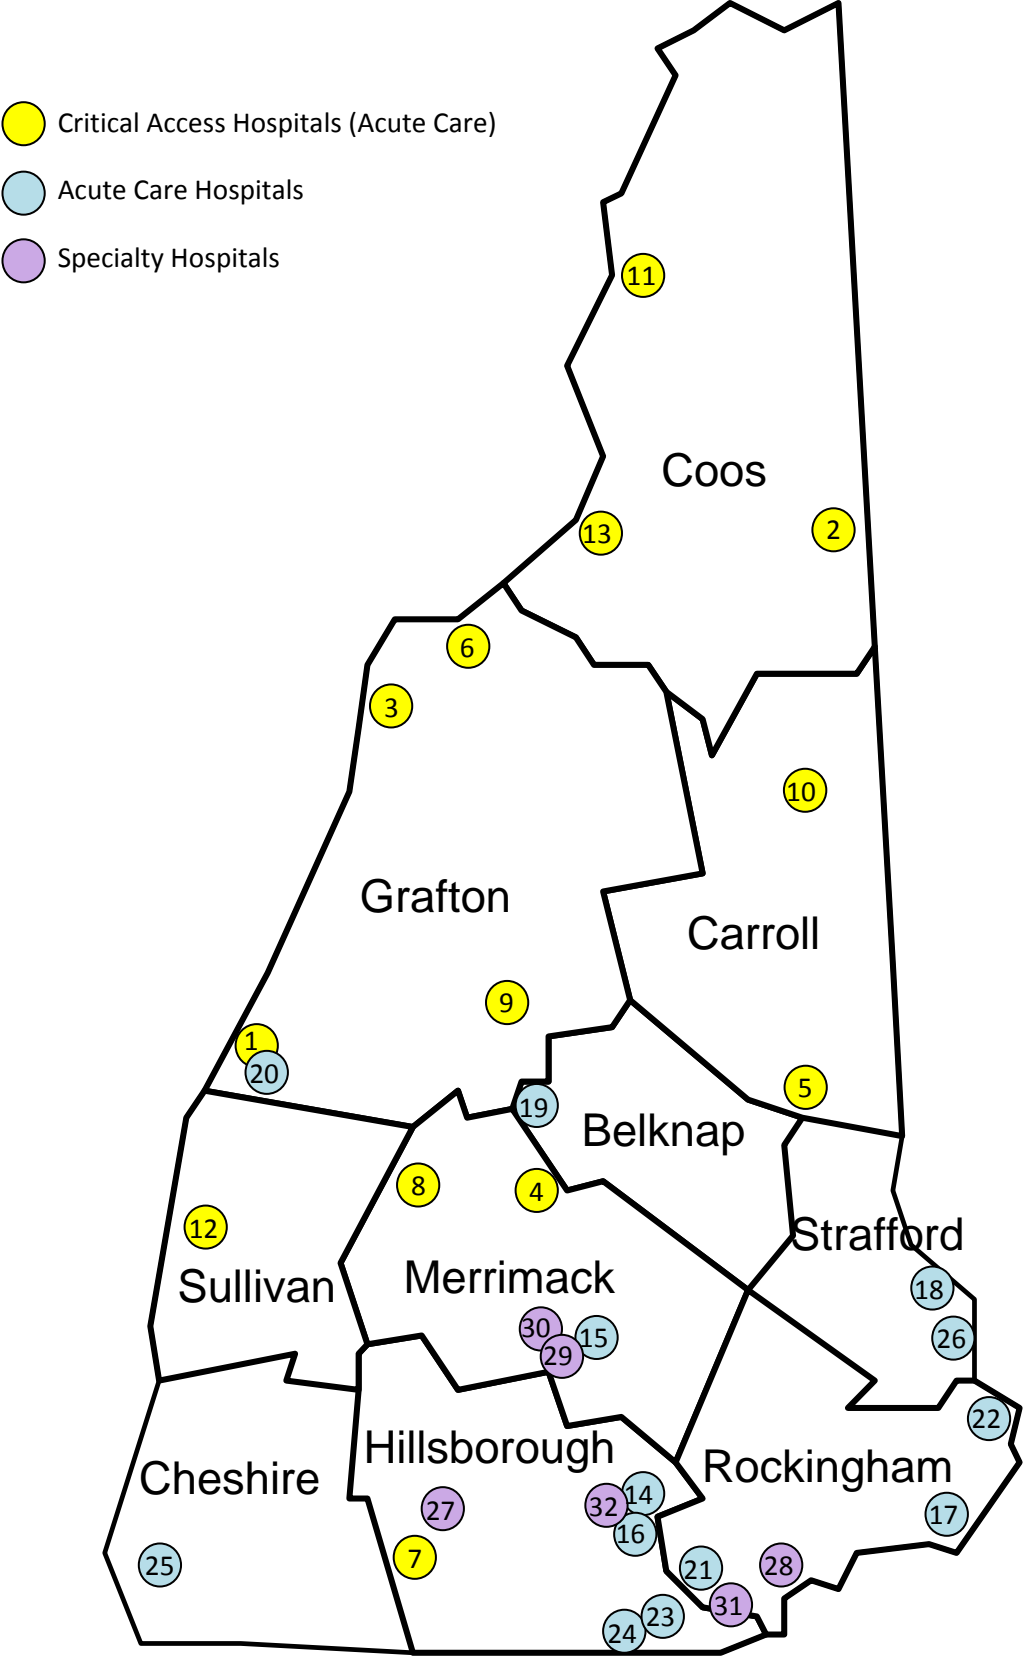 Critical Access Hospitals (Acute Care)
Acute Care Hospitals
Specialty Hospitals
11
Coos
13
2
6
3
10
Grafton
Carroll
9
1
20
5
19
Belknap
8
4
12
Strafford
Sullivan
Merrimack
18
30
15
26
29
22
Hillsborough
Rockingham
Cheshire
27
32
14
17
16
7
25
21
28
31
23
24